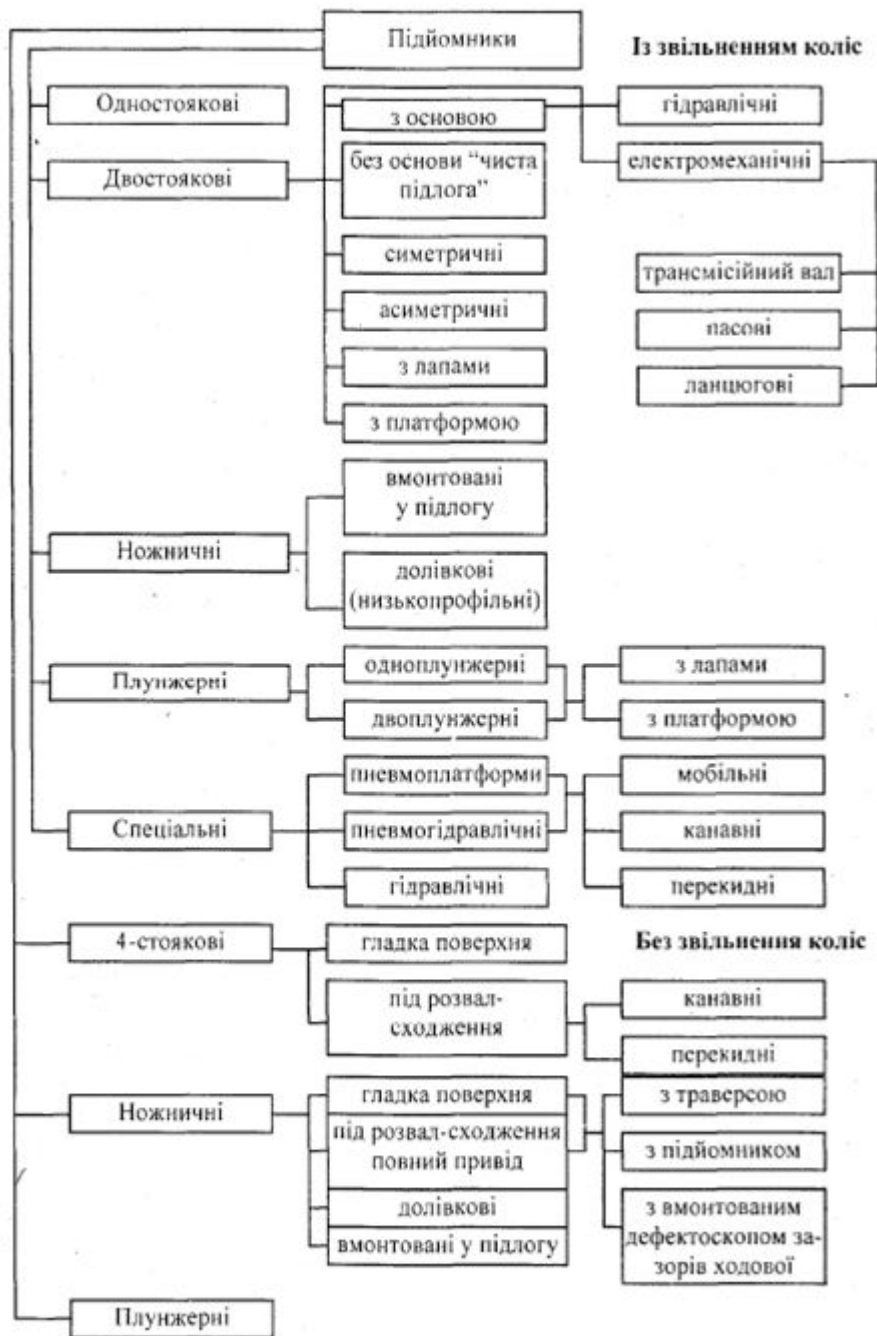 Підйомники
Із звільненням коліс
Одностоякові
з основою
гідравлічні
Двостоякові
без основи “чиста
підлога”
електромеханічні
симетричні
трансмісійний вал
асиметричні
пасові
з лапами
ланцюгові
з платформою
Ножничні
вмонтовані
у підлогу
долівкові
(низькопрофільні)
Плунжерні
одноплунжерні
з лапами
двоплунжерні
з платформою
Спеціальні
пневмоплатформи
мобільні
пневмогідравлічні
канавні
гідравлічні
перекидні
4-стоякові
гладка поверхня
Без звільнення коліс
під розвал-
сходження
канавні
перекидні
Ножничні
гладка поверхня
з траверсою
під розвал-сходження
повний привід
з підйомником
долівкові
вмонтовані у підлогу
з вмонтованим
дефектоскопом за-
зорів ходової
Плунжерні